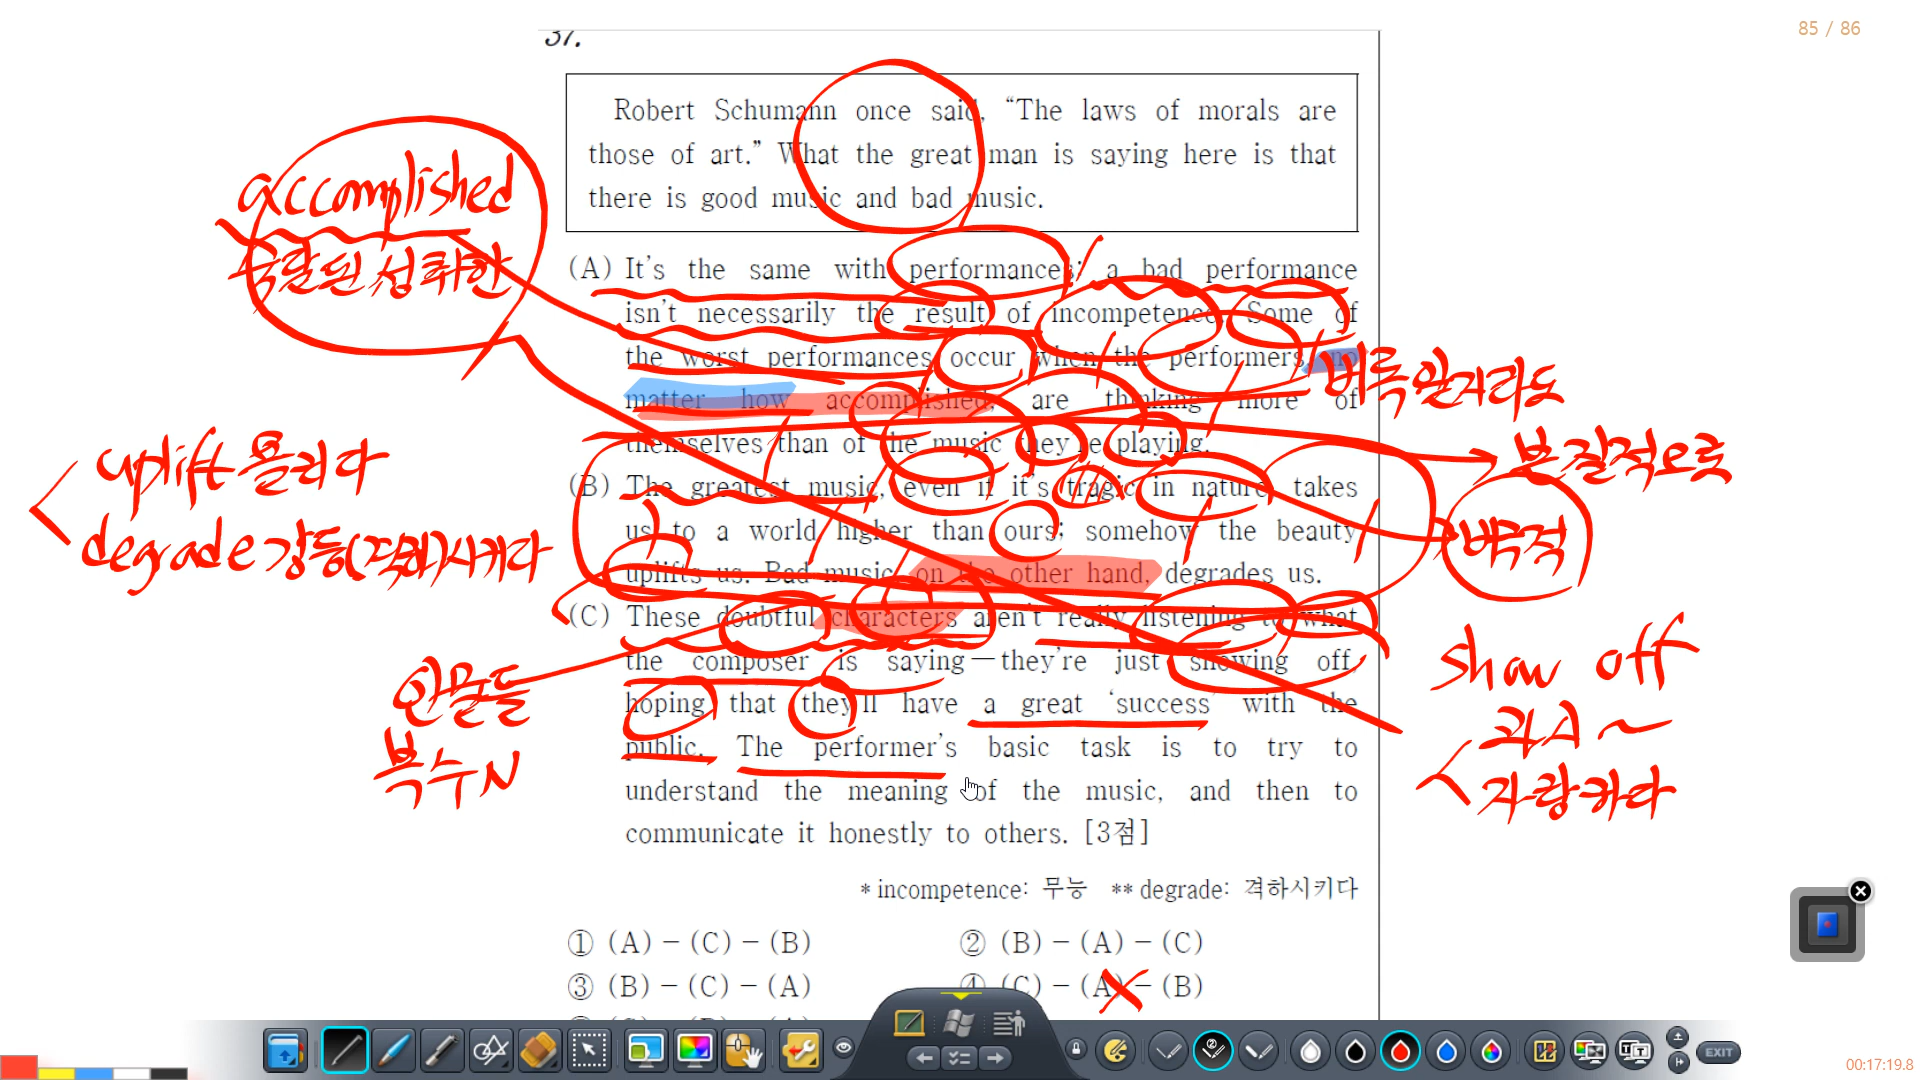 85 / 86
37.
Robert Schumann once said, “The laws of morals are
those of art.” What the great man is saying here is that
there is good music and bad music.
(A) It’s the same with performances; a bad performance
isn’t necessarily the result of incompetence. Some of
the worst performances occur when the performers, no
matter how accomplished, are thinking more of
themselves than of the music they’re playing.
(B) The greatest music, even if it’s tragic in nature, takes
us to a world higher than ours; somehow the beauty
uplifts us. Bad music, on the other hand, degrades us.
(C) These doubtful characters aren’t really listening to what
the composer is saying — they’re just showing off,
hoping that they’ll have a great ‘success’ with the
public. The performer’s basic task is to try to
understand the meaning of the music, and then to
communicate it honestly to others. [3점]
* incompetence: 무능 ** degrade: 격하시키다
① (A) － (C) － (B)
② (B) － (A) － (C)
③ (B) － (C) － (A)
④ (C) － (A) － (B)
accomplished
숙달된 성취한
uplift 올리다
degrade 강등(격하)시키다
인물들
복수N
본질적으로
show off
과시~
자랑하다
EXIT
00:17:19.8